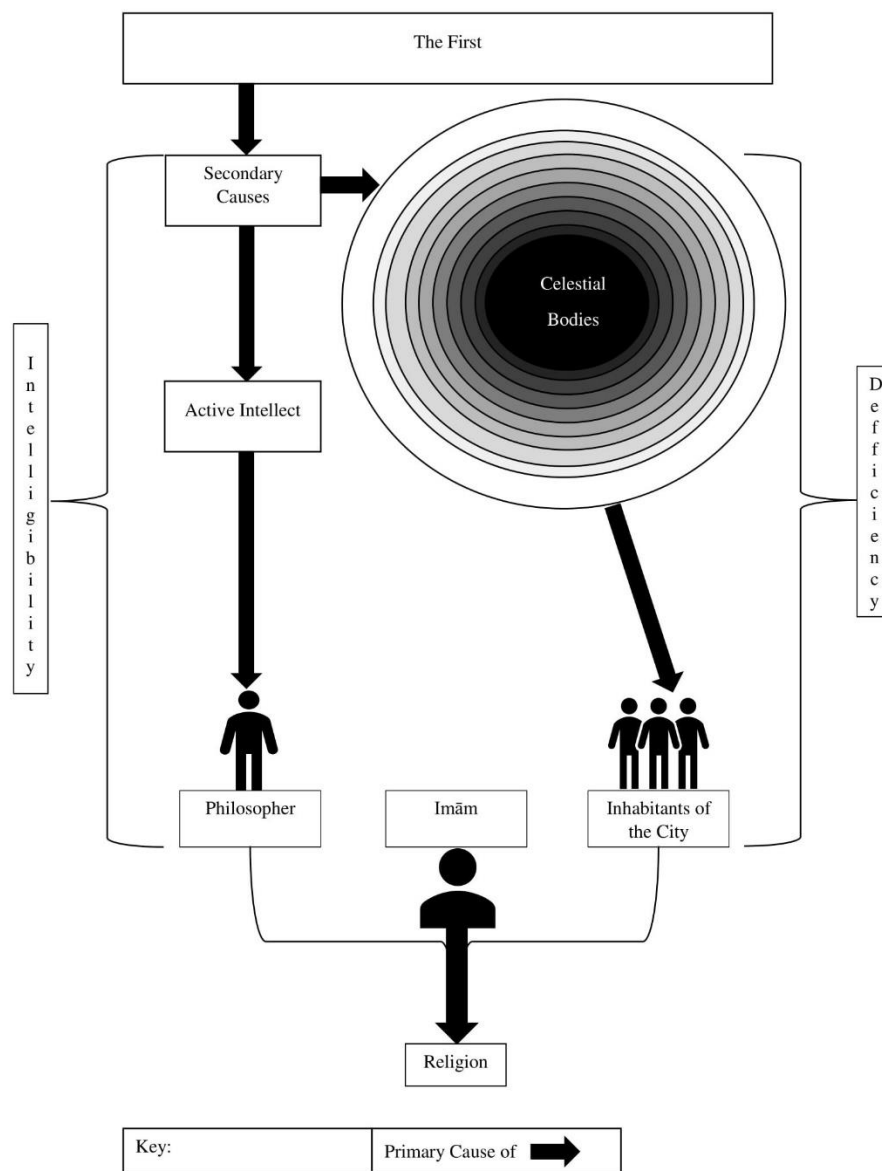 The First
Secondary
Causes
Celestial
Bodies
Intelligibility
Defficiency
Active Intellect
Philosopher
Imām
Inhabitants of
the City
Religion
Key:
Primary Cause of